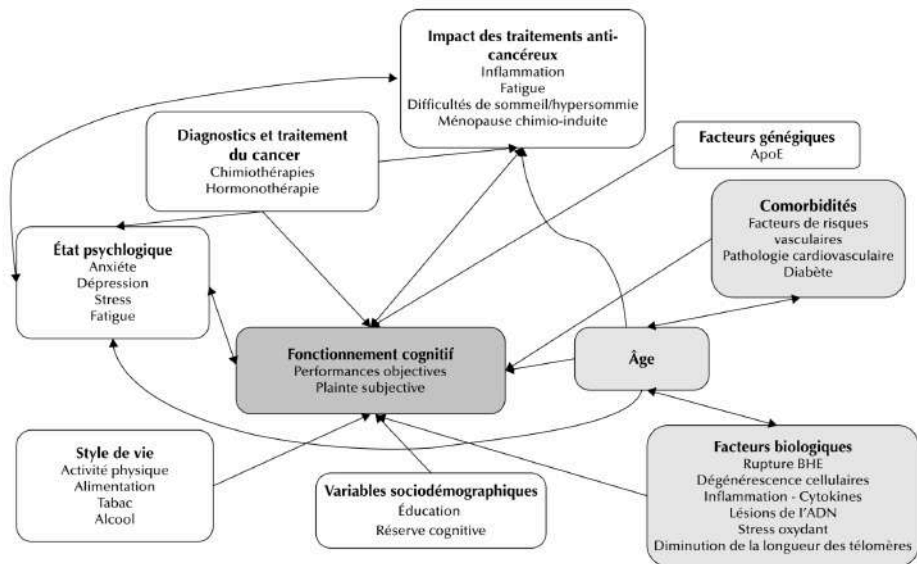 Impact des traitements anti-
cancéreux
Inflammation
Fatigue
Difficultés de sommeil/hypersommie
Ménopause chimio-induite
Diagnostics et traitement
du cancer
Chimiothérapies
Hormonothérapie
Facteurs génégiques
ApoE
Comorbidités
Facteurs de risques
vasculaires
Pathologie cardiovasculaire
Diabète
État psychlogique
Anxiéte
Dépression
Stress
Fatigue
Fonctionnement cognitif
Performances objectives
Plainte subjective
Âge
Style de vie
Activité physique
Alimentation
Tabac
Alcool
Variables sociodémographiques
Éducation
Réserve cognitive
Facteurs biologiques
Rupture BHE
Dégénérescence cellulaires
Inflammation - Cytokines
Lésions de l'ADN
Stress oxydant
Diminution de la longueur des télomères